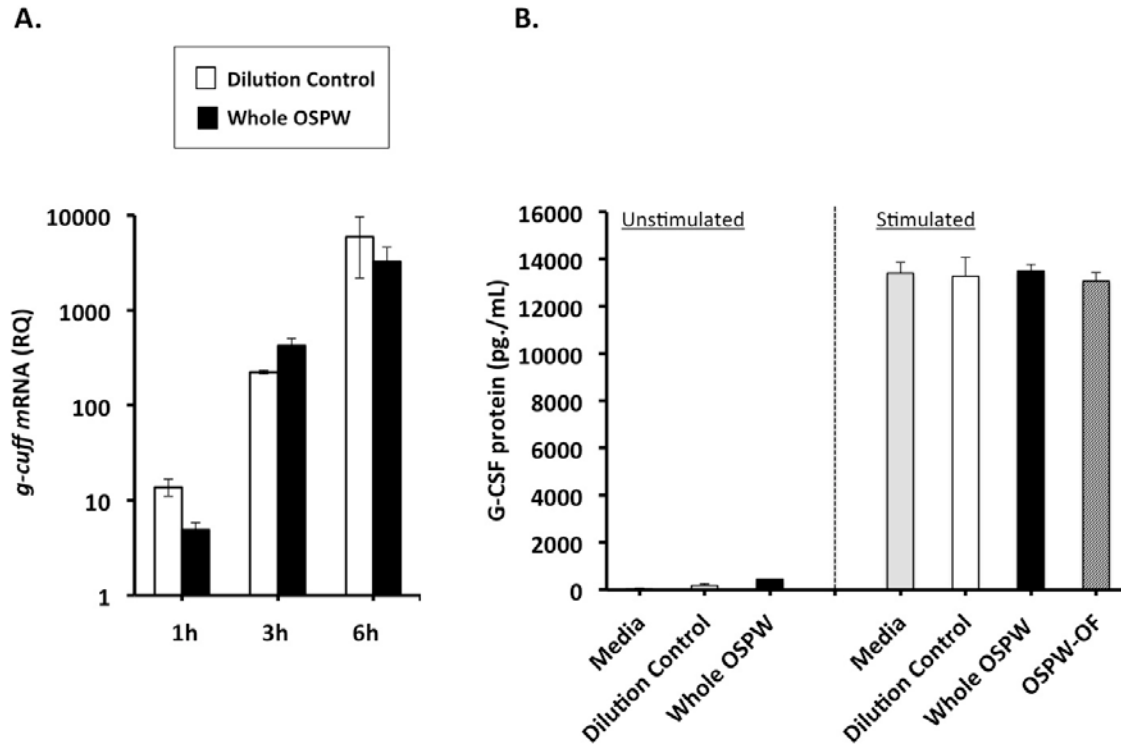 A.
Dilution Control
Whole OSPW
g-cuff mRNA (RQ)
10000
1000
100
10
1
1h 3h 6h
B.
G-CSF protein (pg./mL)
16000
14000
12000
10000
8000
6000
4000
2000
0
Unstimulated
Stimulated
Media
Dilution Control
Whole OSPW
Media
Dilution Control
Whole OSPW
OSPW-OF